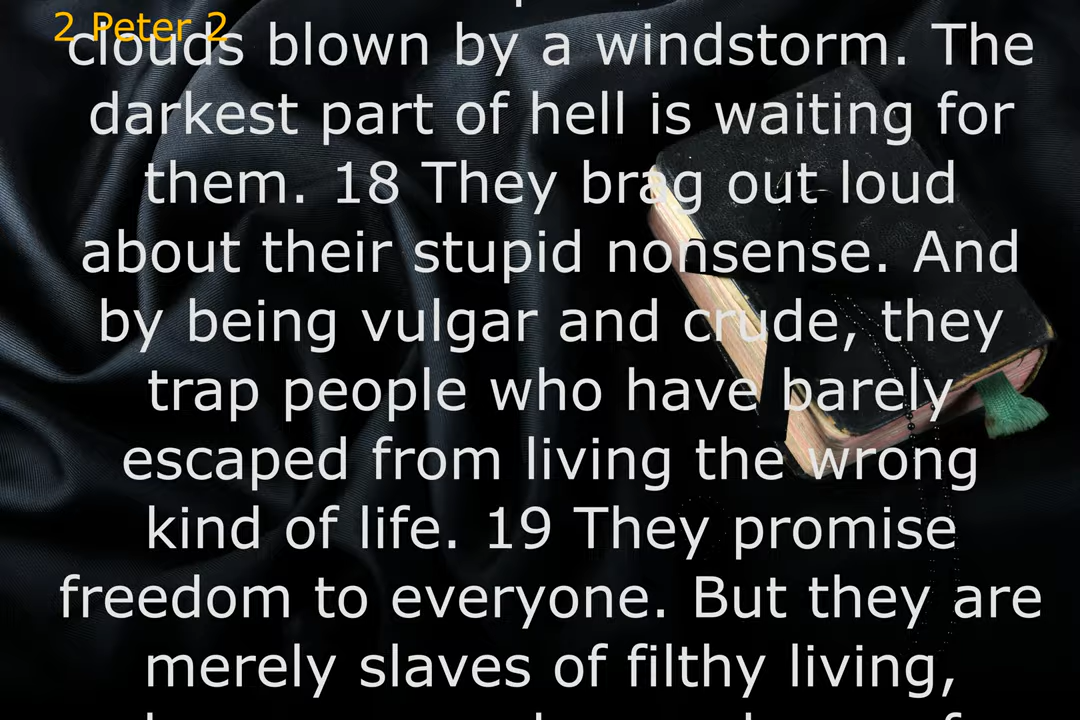 2 Peter 2
clouds blown by a windstorm. The
darkest part of hell is waiting for
them. 18 They brag out loud
about their stupid nonsense. And
by being vulgar and crude, they
trap people who have barely
escaped from living the wrong
kind of life. 19 They promise
freedom to everyone. But they are
merely slaves of filthy living,